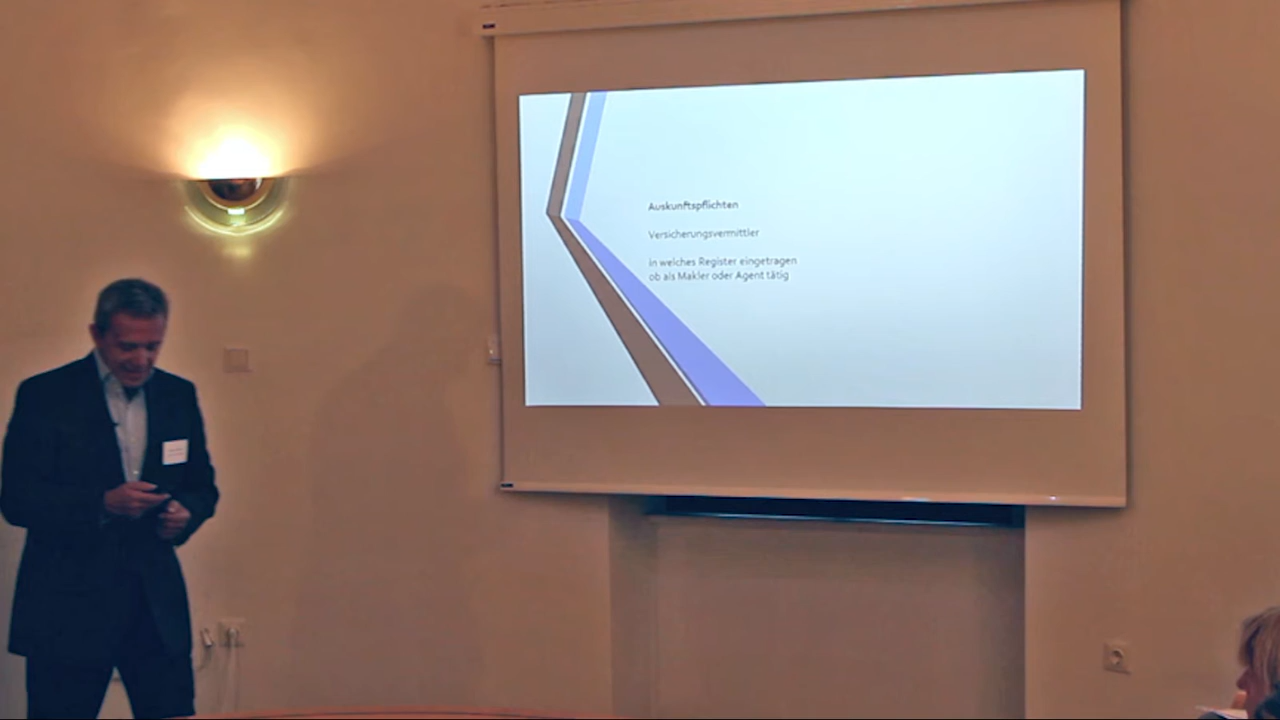 Auskunftspflichten
Versicherungsvermittler
in welches Register eingetragen
ob als Makler oder Agent tätig